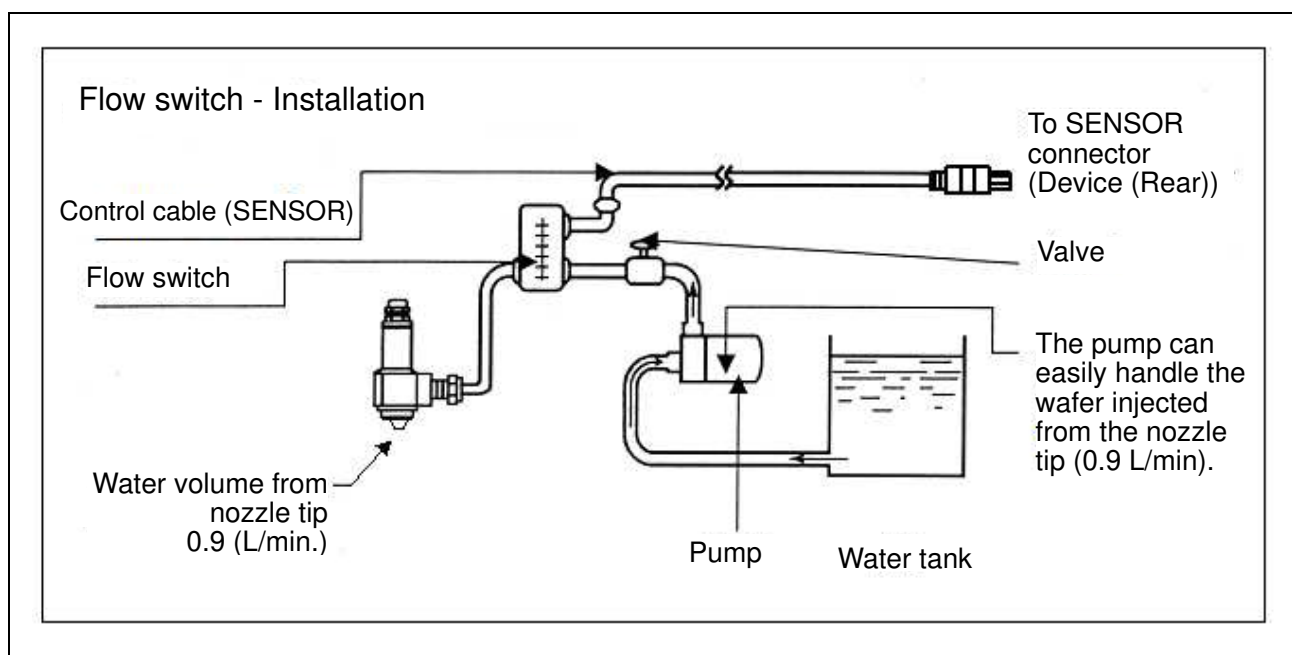 Flow switch - Installation
To SENSOR
connector
(Device (Rear))
Control cable (SENSOR)
Valve
Flow switch
The pump can
easily handle the
wafer injected
from the nozzle
tip (0.9 L/min).
Water volume from
nozzle tip
0.9 (L/min.)
Pump
Water tank